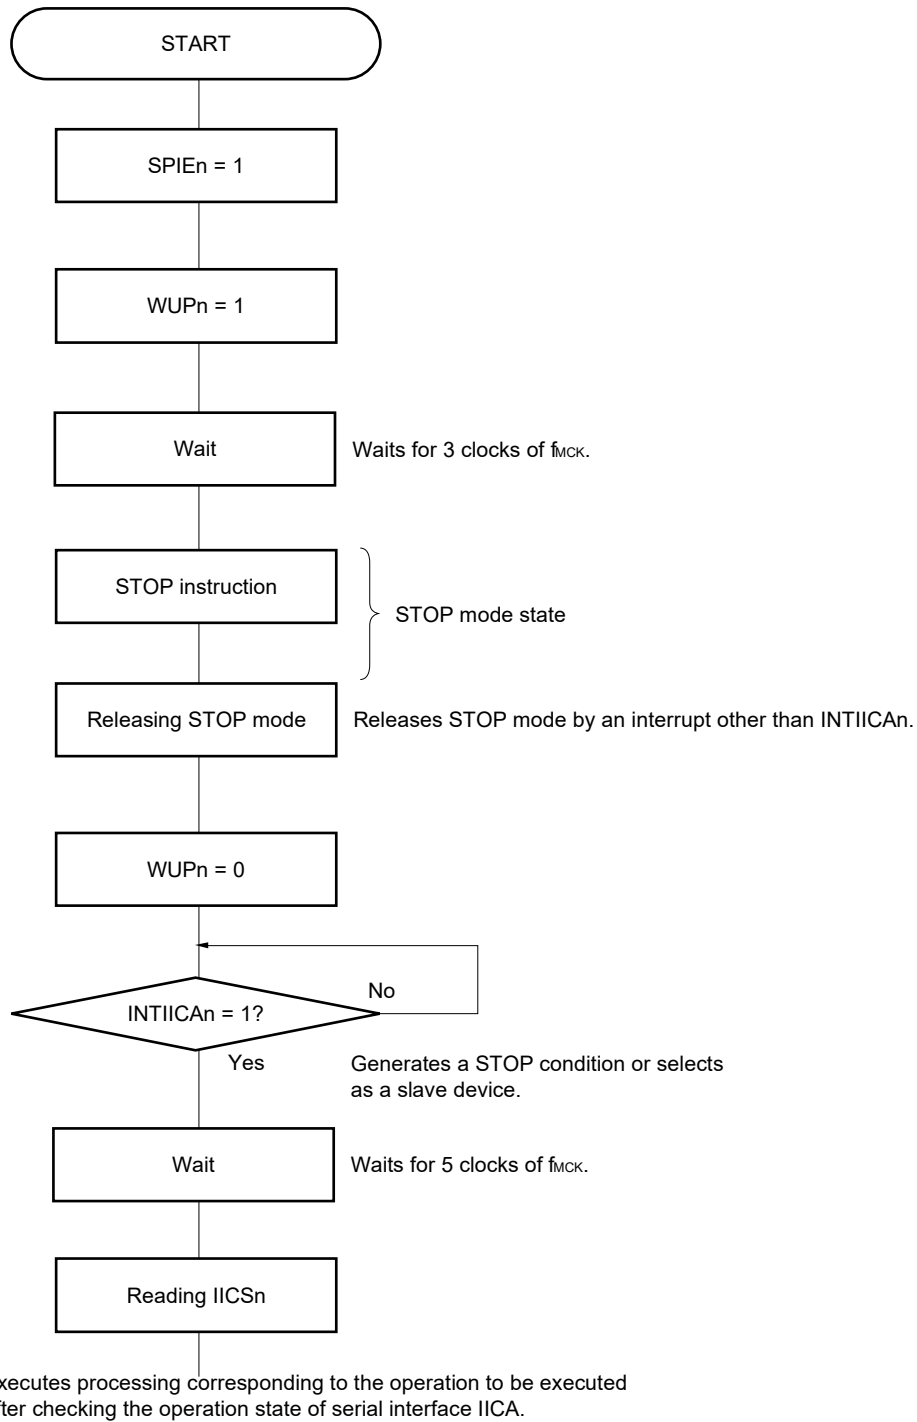 START
SPIEn = 1
WUPn = 1
Wait
Waits for 3 clocks of fMCK.
STOP instruction
STOP mode state
Releasing STOP mode
Releases STOP mode by an interrupt other than INTIICAn.
WUPn = 0
No
INTIICAn = 1?
Yes
Generates a STOP condition or selects
as a slave device.
Wait
Waits for 5 clocks of fMCK.
Reading IICSn
xecutes processing corresponding to the operation to be executed
fter checking the operation state of serial interface IICA.